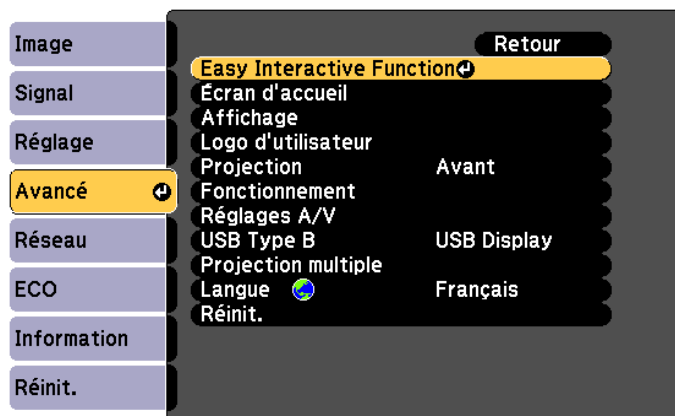 Image
Signal
Réglage
Avancé
Réseau
ECO
Information
Réinit.
Retour
Easy Interactive Function
Écran d'accueil
Affichage
Logo d'utilisateur
Projection Avant
Fonctionnement
Réglages A/V
USB Type B USB Display
Projection multiple
Langue Français
Réinit.